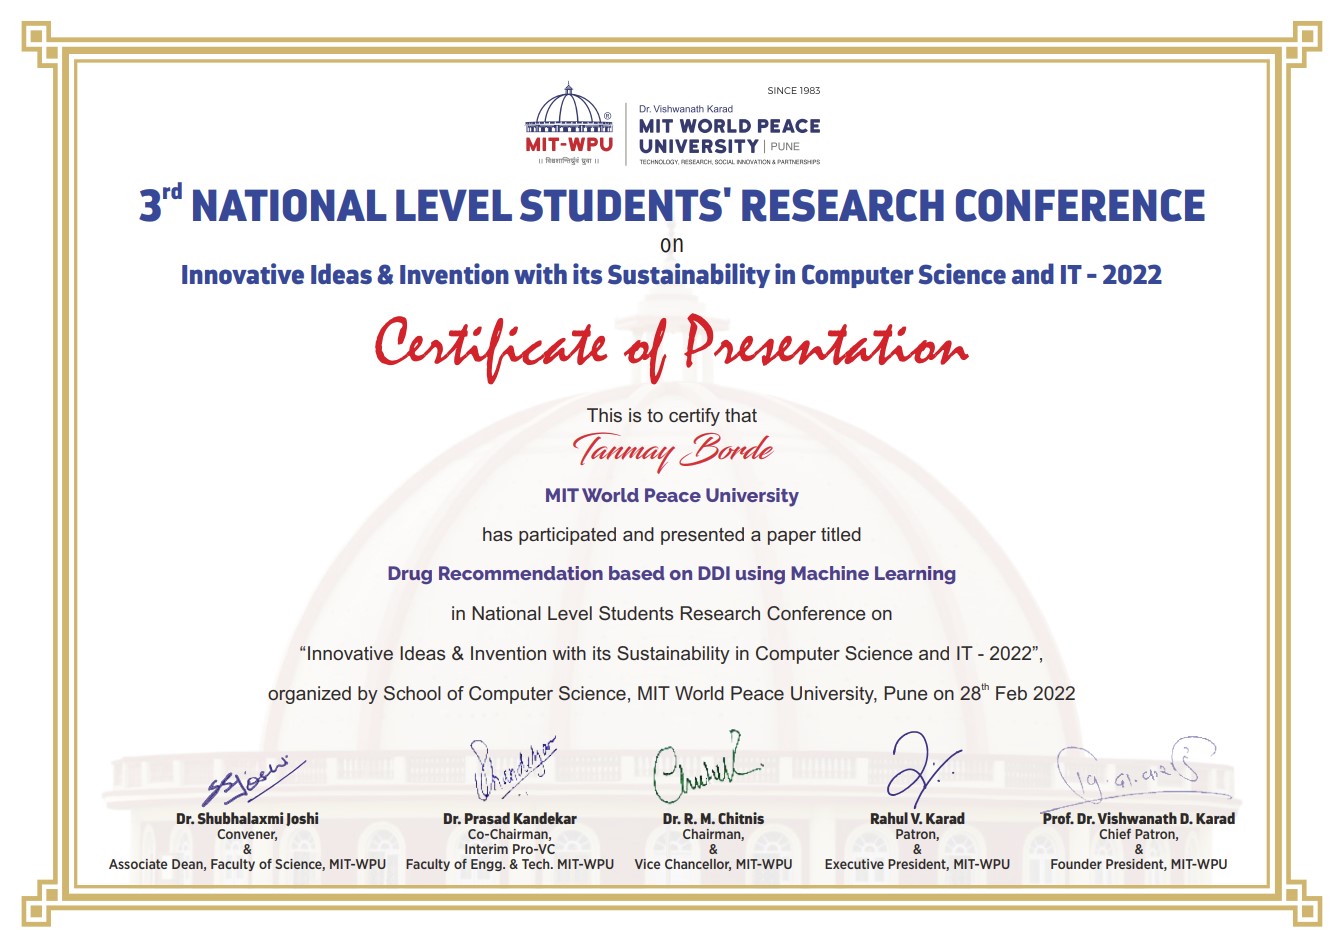 SINCE 1983
Dr. Vishwanath Karad
MIT WORLD PEACE
UNIVERSITY | PUNE
TECHNOLOGY, RESEARCH, SOCIAL INNOVATION & PARTNERSHIPS
®
MIT-WPU
3rd NATIONAL LEVEL STUDENTS' RESEARCH CONFERENCE
on
Innovative Ideas & Invention with its Sustainability in Computer Science and IT - 2022
Certificate of Presentation
This is to certify that
Tanmay Borde
MIT World Peace University
has participated and presented a paper titled
Drug Recommendation based on DDI using Machine Learning
in National Level Students Research Conference on
“Innovative Ideas & Invention with its Sustainability in Computer Science and IT - 2022”,
organized by School of Computer Science, MIT World Peace University, Pune on 28th Feb 2022
Dr. Shubhalaxmi Joshi
Convener,
&
Associate Dean, Faculty of Science, MIT-WPU
Dr. Prasad Kandekar
Co-Chairman,
Interim Pro-VC
Faculty of Engg. & Tech. MIT-WPU
Dr. R. M. Chitnis
Chairman,
&
Vice Chancellor, MIT-WPU
Rahul V. Karad
Patron,
&
Executive President, MIT-WPU
Prof. Dr. Vishwanath D. Karad
Chief Patron,
&
Founder President, MIT-WPU